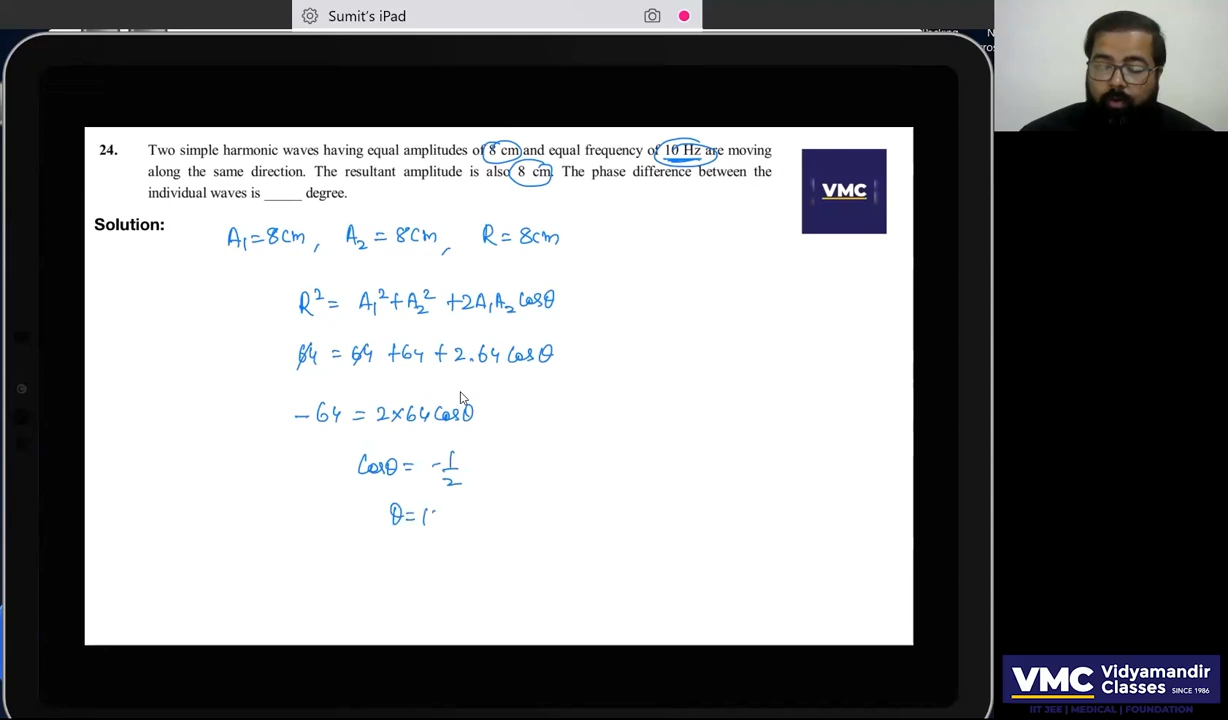 Sumit's iPad
24. Two simple harmonic waves having equal amplitudes of 8 cm and equal frequency of 10 Hz are moving
along the same direction. The resultant amplitude is also 8 cm. The phase difference between the
individual waves is _____ degree.
VMC
Solution:
A₁=8cm, A₂ = 8cm, R = 8cm
R² = A₁² + A₂² + 2A₁A₂ cosθ
64 = 64 + 64 + 2.64 cosθ
- 64 = 2×64 cosθ
cosθ = -1/2
θ = 1
VMC Vidyamandir
Classes SINCE 1986
IIT JEE | MEDICAL | FOUNDATION